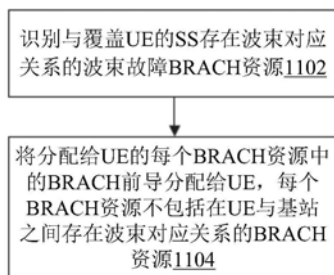 识别与覆盖UE的SS存在波束对应
关系的波束故障BRACH资源1102
将分配给UE的每个BRACH资源中
的BRACH前导分配给UE，每个
BRACH资源不包括在UE与基站
之间存在波束对应关系的BRACH
资源1104